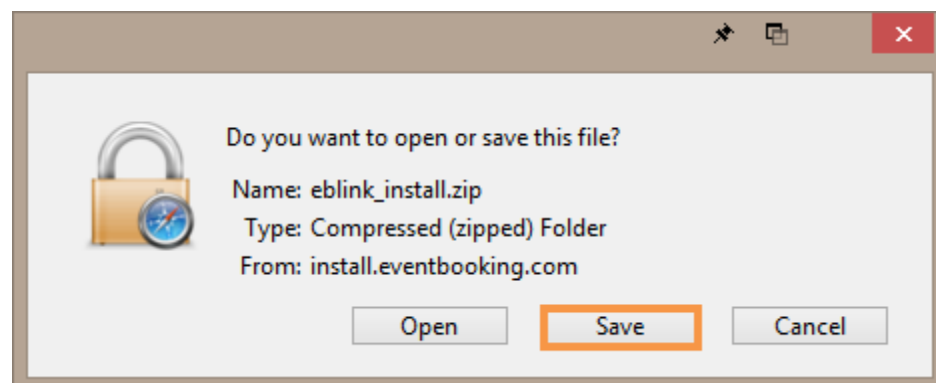 Do you want to open or save this file?
Name: eblink_install.zip
Type: Compressed (zipped) Folder
From: install.eventbooking.com
Open Save Cancel